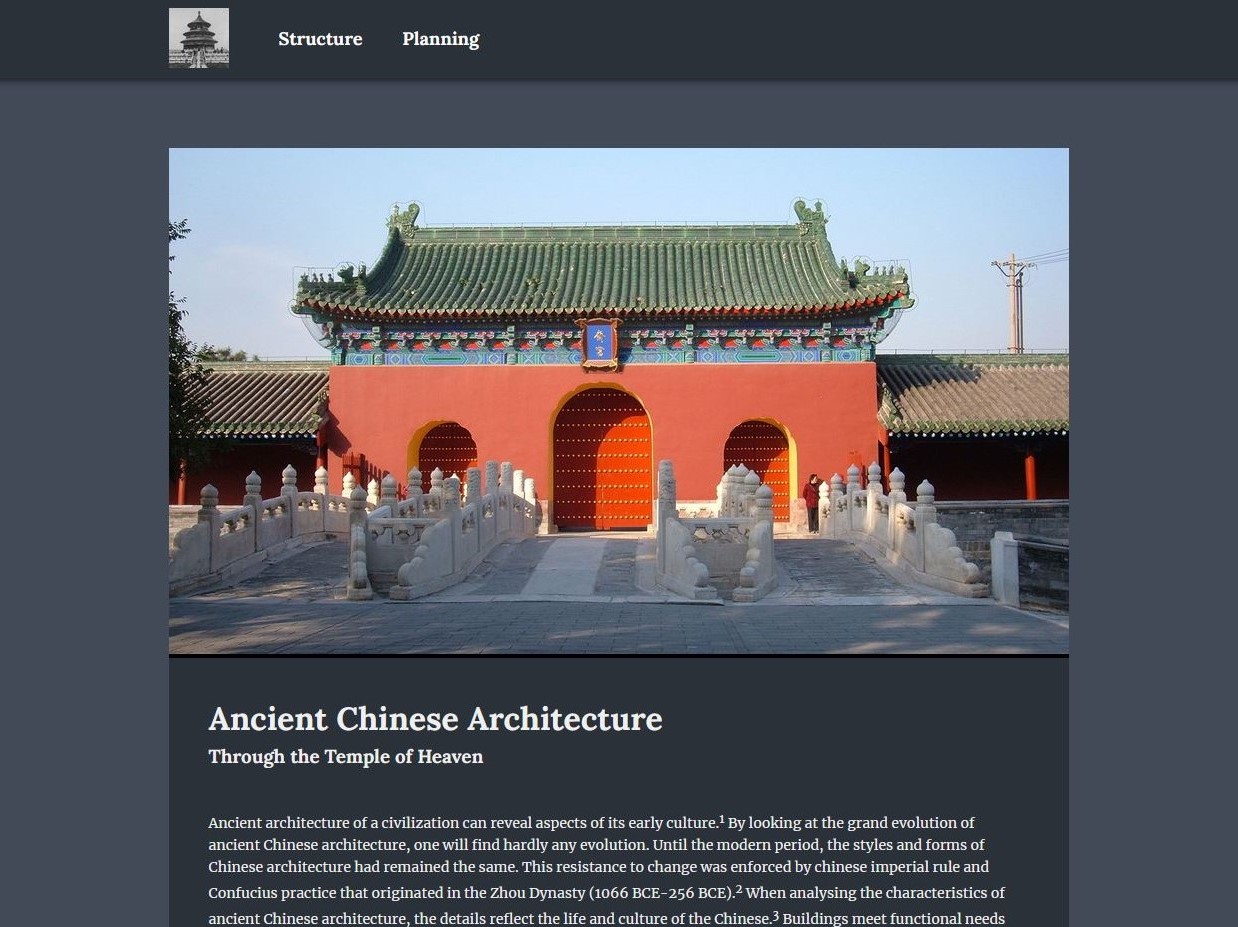 Structure Planning
Ancient Chinese Architecture
Through the Temple of Heaven
Ancient architecture of a civilization can reveal aspects of its early culture.¹ By looking at the grand evolution of
ancient Chinese architecture, one will find hardly any evolution. Until the modern period, the styles and forms of
Chinese architecture had remained the same. This resistance to change was enforced by chinese imperial rule and
Confucius practice that originated in the Zhou Dynasty (1066 BCE-256 BCE).² When analysing the characteristics of
ancient Chinese architecture, the details reflect the life and culture of the Chinese.³ Buildings meet functional needs